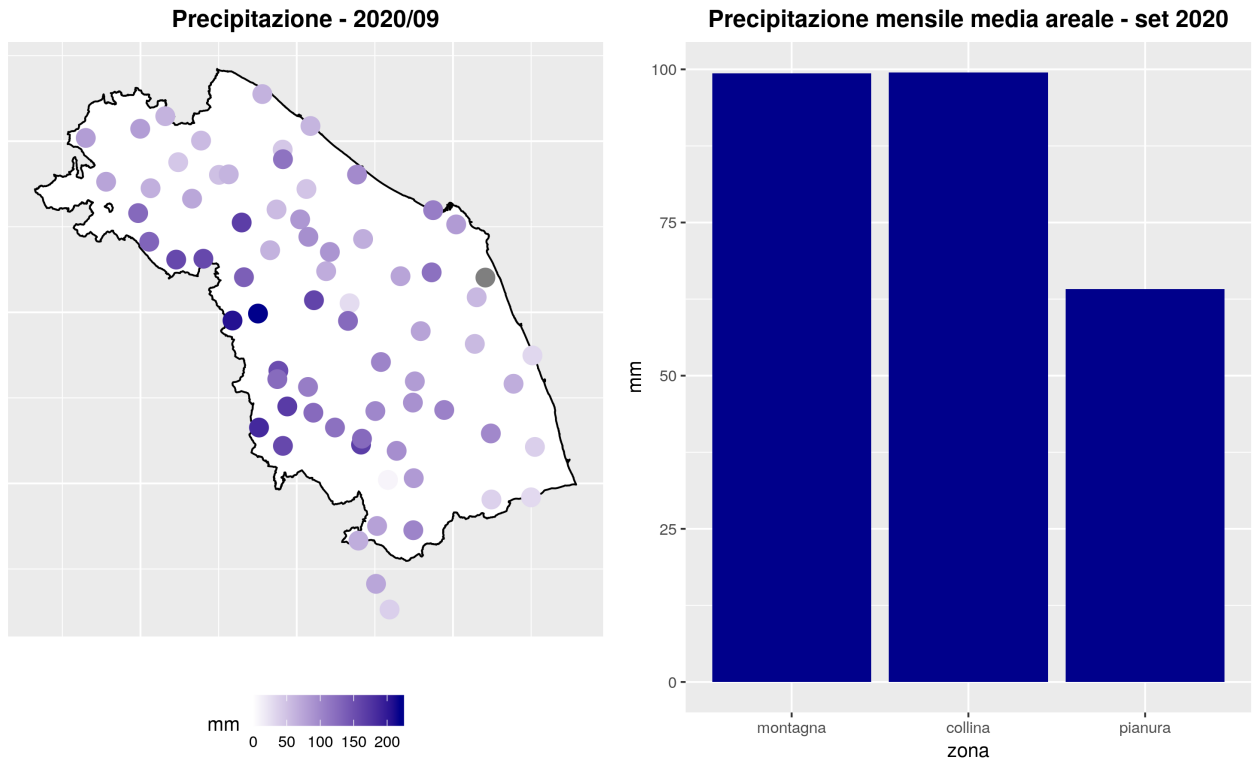 Precipitazione - 2020/09
mm
0 50 100 150 200
Precipitazione mensile media areale - set 2020
100
75
50
25
0
mm
montagna collina pianura
zona